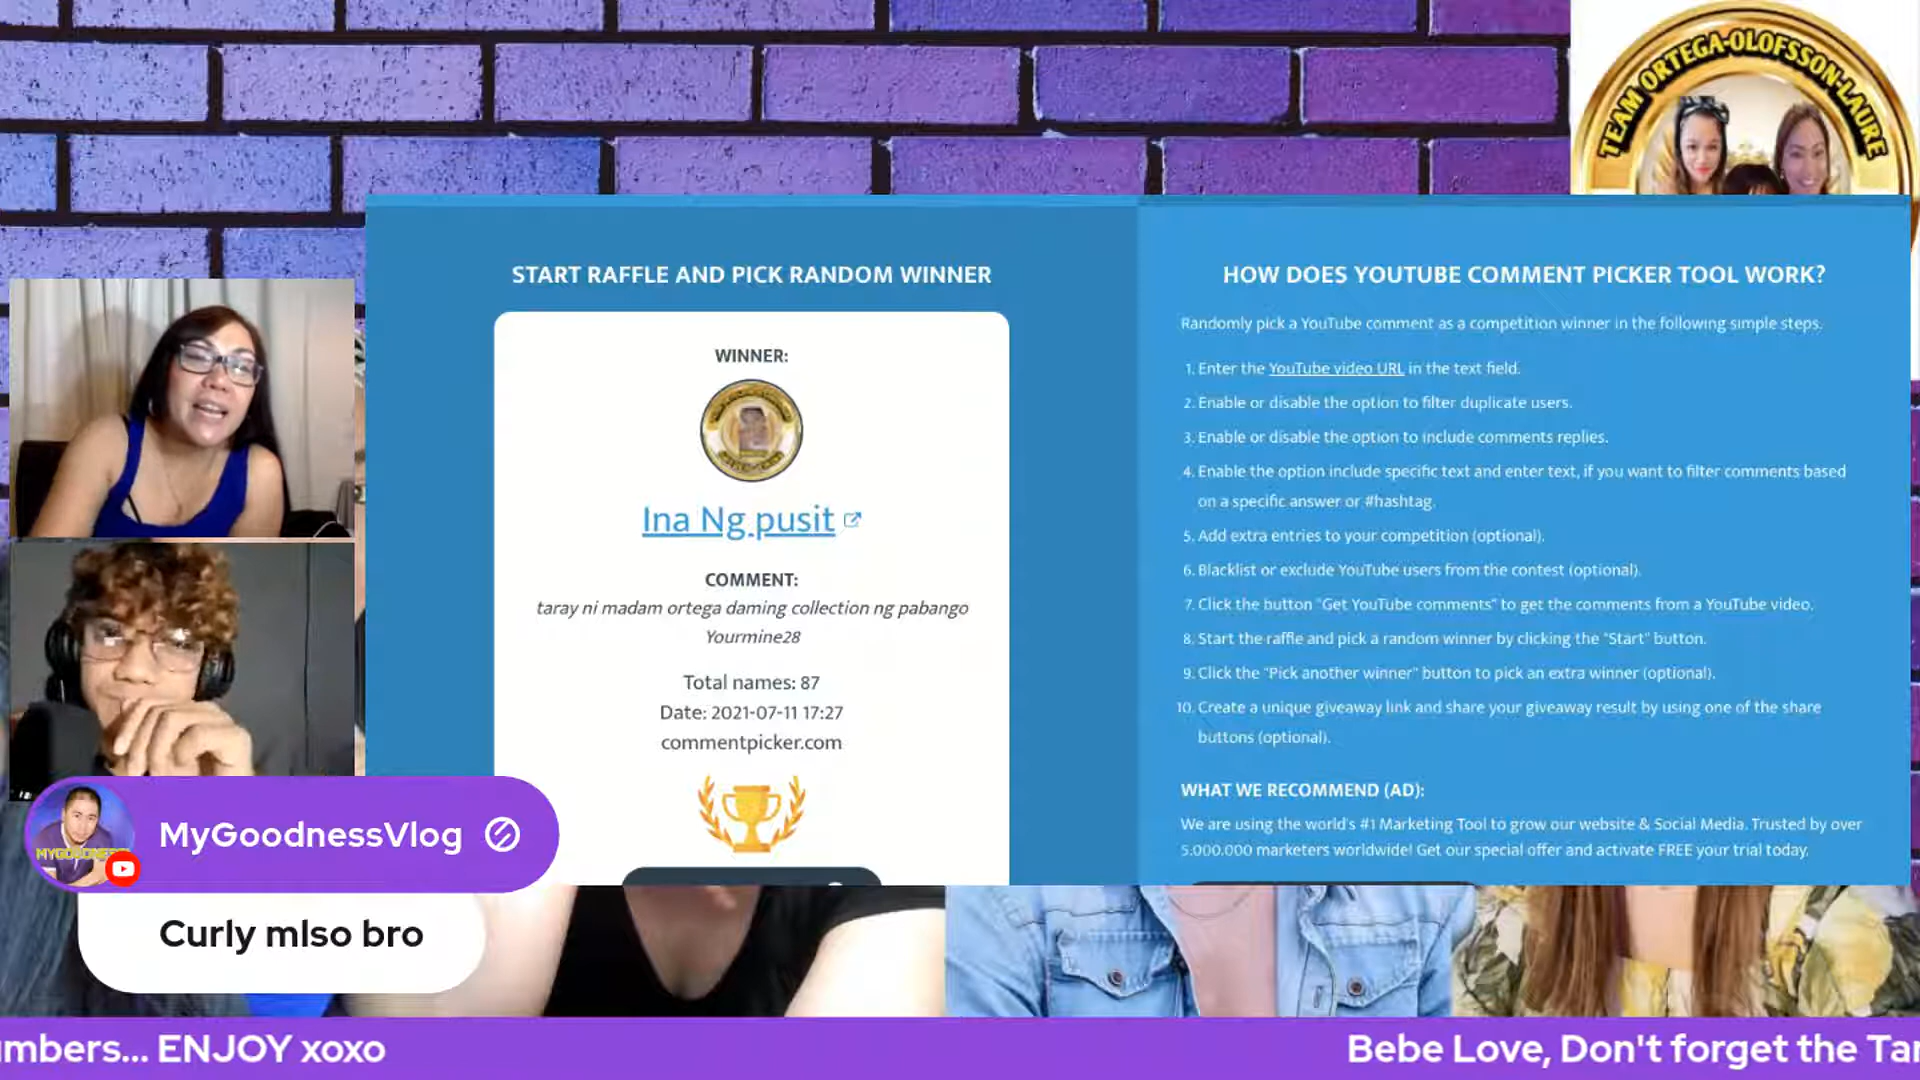 TEAM ORTEGA-OLOFSSON-LAURE
START RAFFLE AND PICK RANDOM WINNER
WINNER:
Ina Ng pusit
COMMENT:
taray ni madam ortega daming collection ng pabango
Yourmine28
Total names: 87
Date: 2021-07-11 17:27
commentpicker.com
HOW DOES YOUTUBE COMMENT PICKER TOOL WORK?
Randomly pick a YouTube comment as a competition winner in the following simple steps.
1. Enter the YouTube video URL in the text field.
2. Enable or disable the option to filter duplicate users.
3. Enable or disable the option to include comments replies.
4. Enable the option include specific text and enter text, if you want to filter comments based
on a specific answer or #hashtag.
5. Add extra entries to your competition (optional).
6. Blacklist or exclude YouTube users from the contest (optional).
7. Click the button "Get YouTube comments" to get the comments from a YouTube video.
8. Start the raffle and pick a random winner by clicking the "Start" button.
9. Click the "Pick another winner" button to pick an extra winner (optional).
10. Create a unique giveaway link and share your giveaway result by using one of the share
buttons (optional).
WHAT WE RECOMMEND (AD):
We are using the world's #1 Marketing Tool to grow our website & Social Media. Trusted by over
5.000.000 marketers worldwide! Get our special offer and activate FREE your trial today.
MyGoodnessVlog
Curly mlso bro
umbers... ENJOY xoxo
Bebe Love, Don't forget the Tar